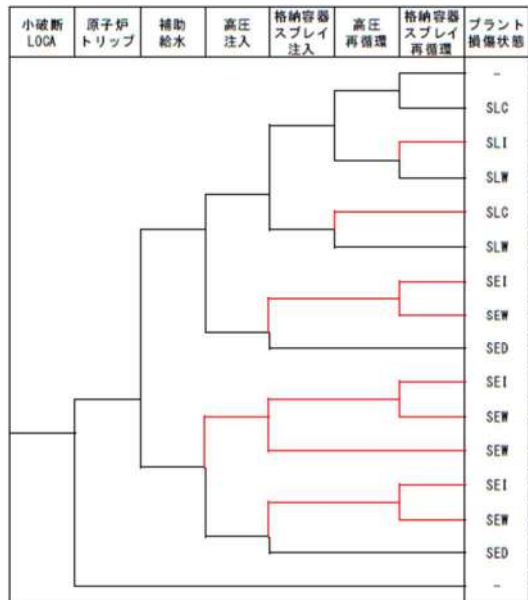 小破断
LOCA
原子炉
トリップ
補助
給水
高圧
注入
格納容器
スプレイ
注入
高圧
再循環
格納容器
スプレイ
再循環
プラント
損傷状態
-
SLC
SLI
SLW
SLC
SLW
SEI
SEW
SED
SEI
SEW
SEW
SEI
SEW
SED
-